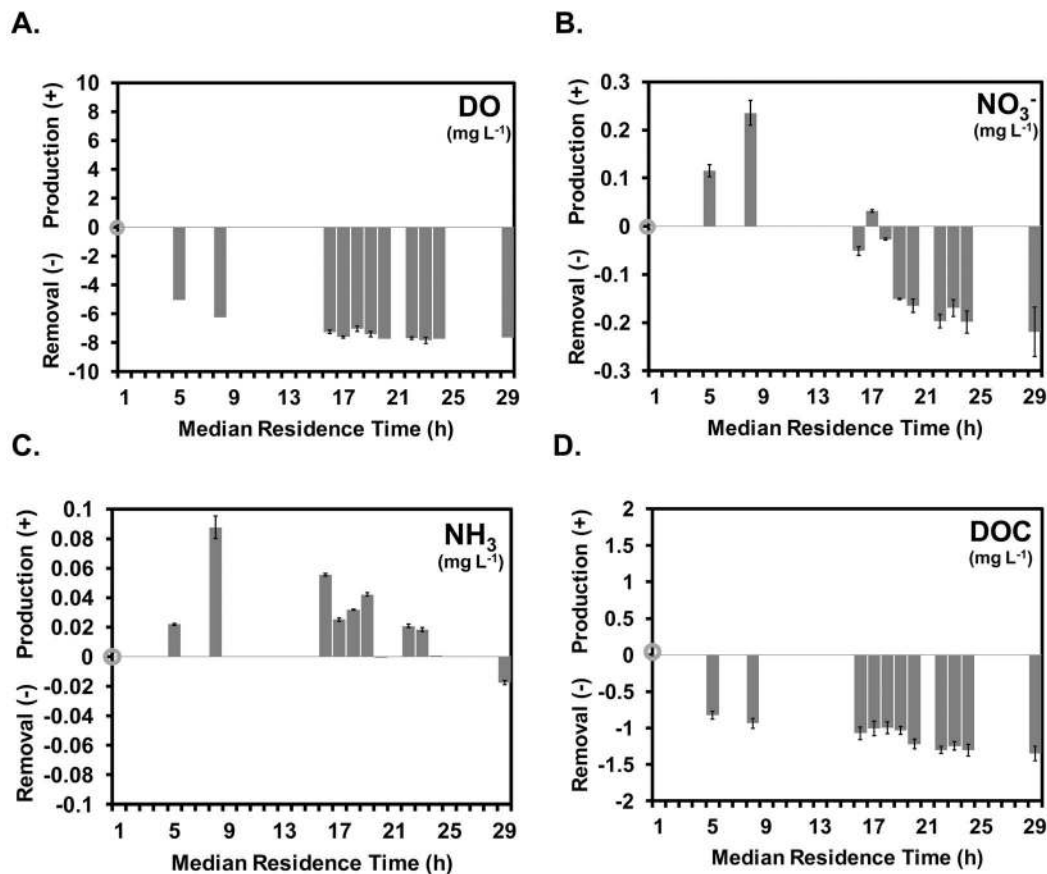 A.
Production (+)
Removal (-)
10
8
6
4
2
0
-2
-4
-6
-8
-10
DO
(mg L⁻¹)
1 5 9 13 17 21 25 29
Median Residence Time (h)
B.
Production (+)
Removal (-)
0.3
0.2
0.1
0
-0.1
-0.2
-0.3
NO₃⁻
(mg L⁻¹)
1 5 9 13 17 21 25 29
Median Residence Time (h)
C.
Production (+)
Removal (-)
0.1
0.08
0.06
0.04
0.02
0
-0.02
-0.04
-0.06
-0.08
-0.1
NH₃
(mg L⁻¹)
1 5 9 13 17 21 25 29
Median Residence Time (h)
D.
Production (+)
Removal (-)
2
1.5
1
0.5
0
-0.5
-1
-1.5
-2
DOC
(mg L⁻¹)
1 5 9 13 17 21 25 29
Median Residence Time (h)